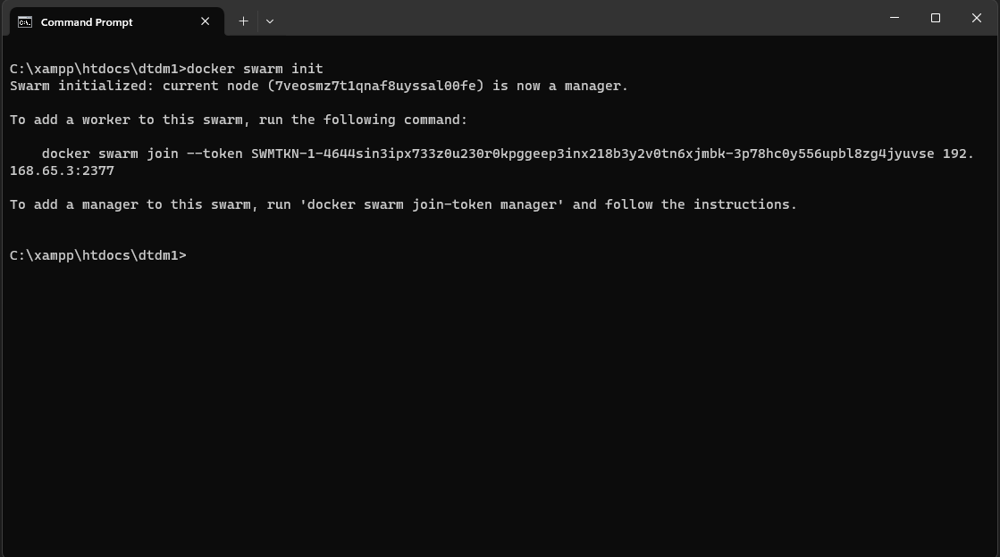 Command Prompt
C:\xampp\htdocs\dtdm1>docker swarm init
Swarm initialized: current node (7veosmz7t1qnaf8uyssal00fe) is now a manager.
To add a worker to this swarm, run the following command:
docker swarm join --token SWMTKN-1-4644sin3ipx733z0u230r0kpggeep3inx218b3y2v0tn6xjmbk-3p78hc0y556upbl8zg4jyuvse 192.
168.65.3:2377
To add a manager to this swarm, run 'docker swarm join-token manager' and follow the instructions.
C:\xampp\htdocs\dtdm1>